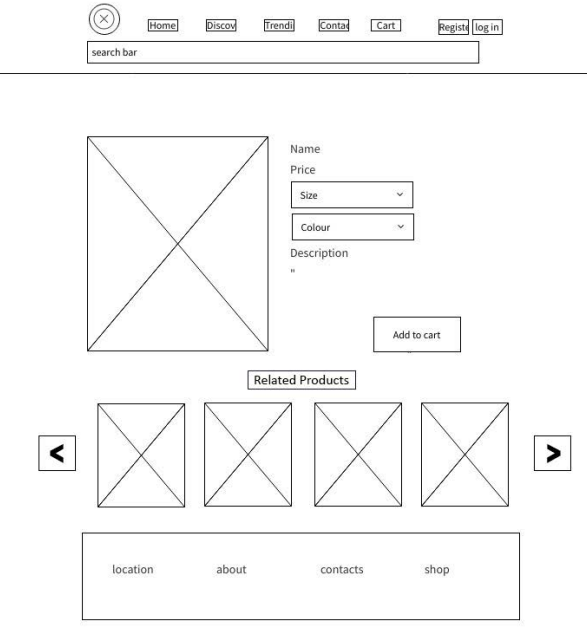 Home Discov Trendi Contac Cart Registe log in
search bar
Name
Price
Size
Colour
Description
"
Add to cart
Related Products
< >
location about contacts shop